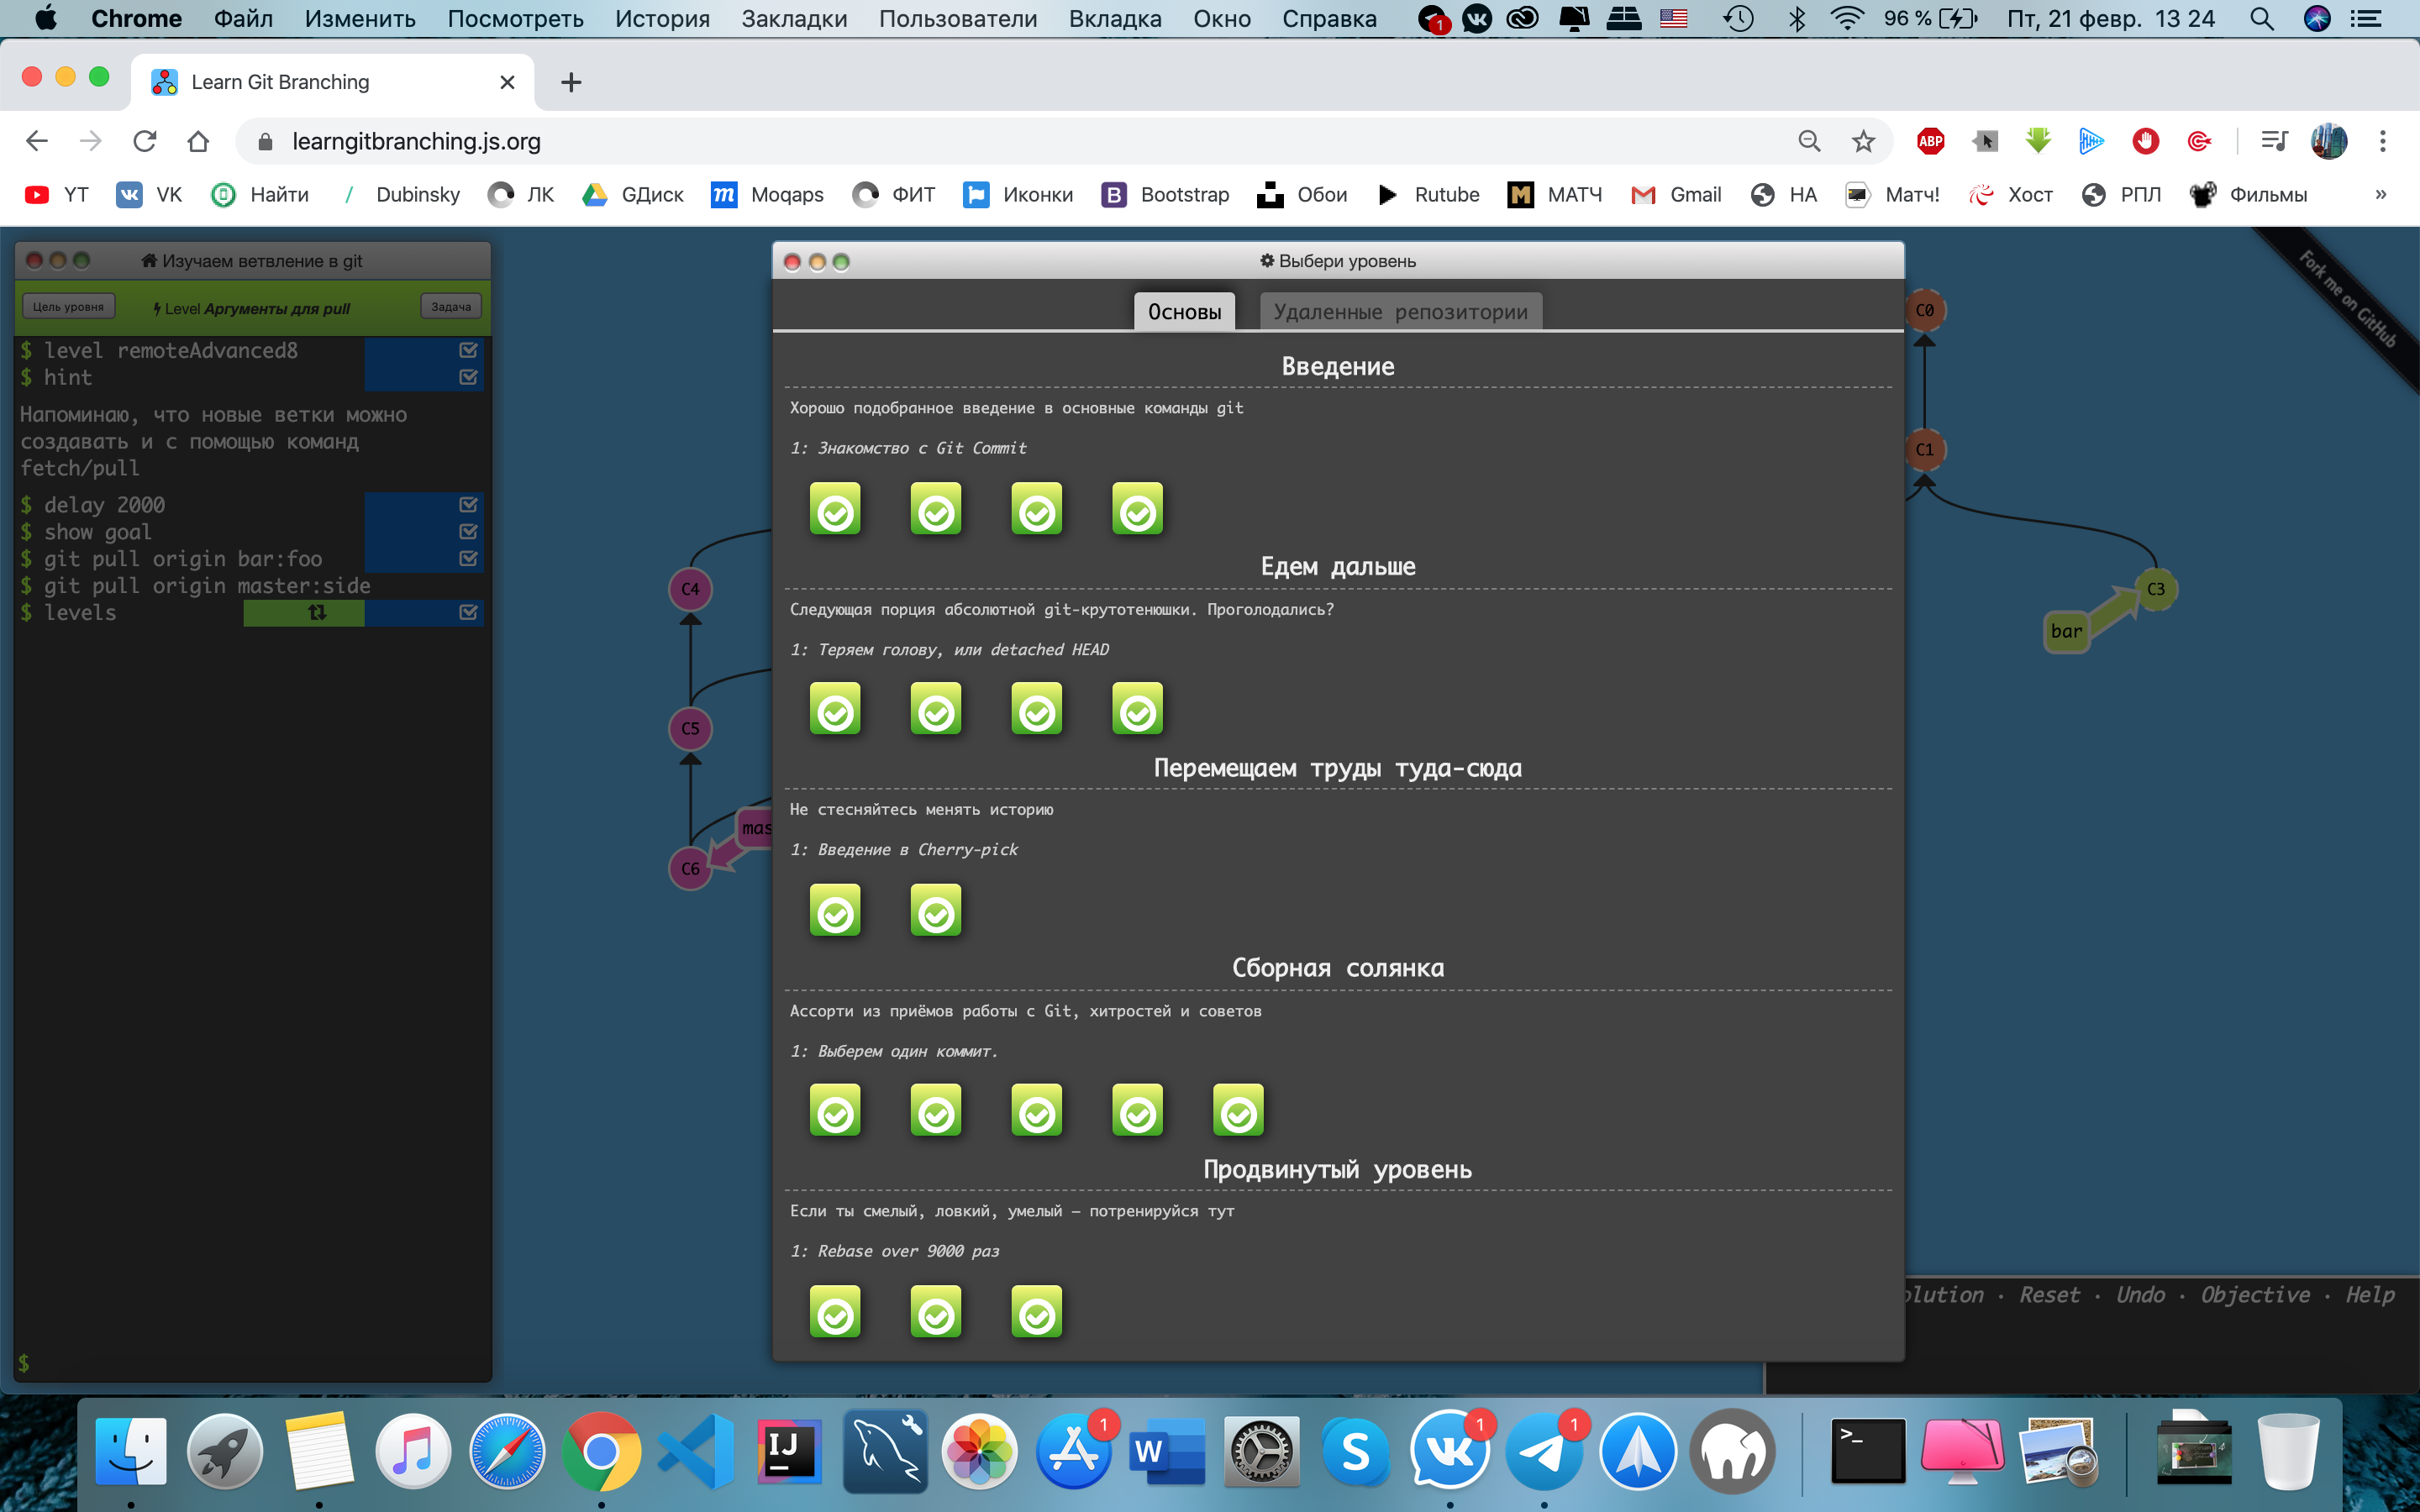 Chrome Файл Изменить Посмотреть История Закладки Пользователи Вкладка Окно Справка 1 96 % Пт, 21 февр. 13 24
Learn Git Branching
learngitbranching.js.org
ABP
YT VK Найти Dubinsky ЛК GДиск Moqaps ФИТ Иконки Bootstrap Обои Rutube МАТЧ Gmail НА Матч! Хост РПЛ Фильмы »
Изучаем ветвление в git
Цель уровня Level Аргументы для pull Задача
$ level remoteAdvanced8
$ hint
Напоминаю, что новые ветки можно
создавать и с помощью команд
fetch/pull
$ delay 2000
$ show goal
$ git pull origin bar:foo
$ git pull origin master:side
$ levels
$
C4
C5
mas
C6
Выбери уровень
Основы Удаленные репозитории
Введение
Хорошо подобранное введение в основные команды git
1: Знакомство с Git Commit
Едем дальше
Следующая порция абсолютной git-крутотенюшки. Проголодались?
1: Теряем голову, или detached HEAD
Перемещаем труды туда-сюда
Не стесняйтесь менять историю
1: Введение в Cherry-pick
Сборная солянка
Ассорти из приёмов работы с Git, хитростей и советов
1: Выберем один коммит.
Продвинутый уровень
Если ты смелый, ловкий, умелый — потренируйся тут
1: Rebase over 9000 раз
C0
C1
C3
bar
Fork me on GitHub
olution · Reset · Undo · Objective · Help
IJ
1
W
S
1
1
>_